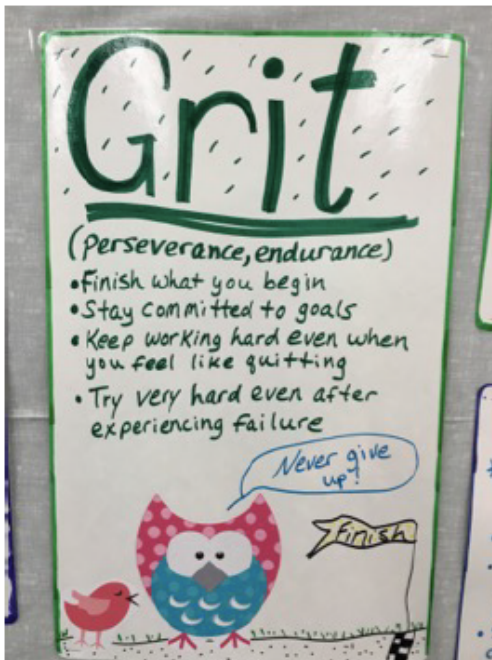 Grit
(perseverance, endurance)
• Finish what you begin
• Stay committed to goals
• Keep working hard even when
you feel like quitting
• Try very hard even after
experiencing failure
Never give
up!
Finish